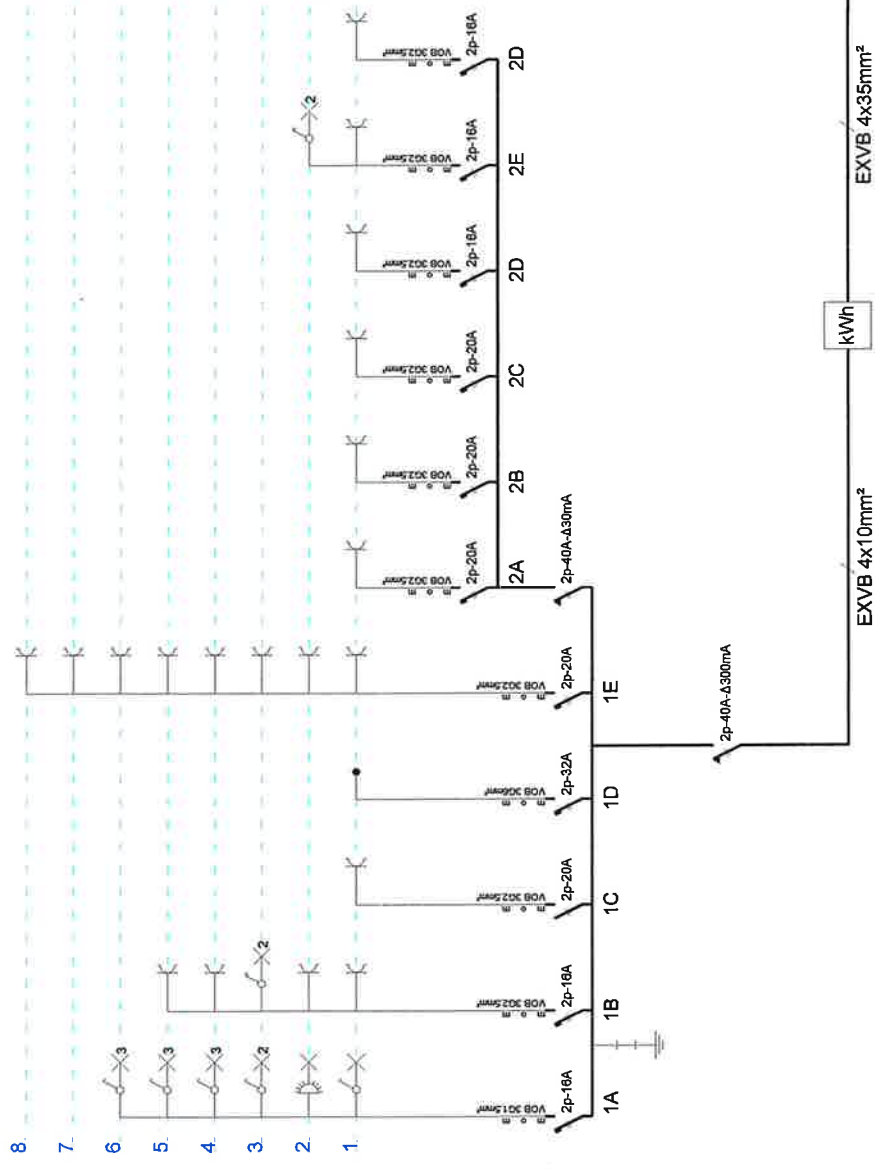 2p-16A
VOB 3G2.5mm²
2D
2
2p-16A
VOB 3G2.5mm²
2E
2p-16A
VOB 3G2.5mm²
2D
2p-20A
VOB 3G2.5mm²
2C
2p-20A
VOB 3G2.5mm²
2B
2p-20A
VOB 3G2.5mm²
2A
2p-40A-Δ30mA
2p-20A
VOB 3G2.5mm²
1E
2p-32A
VOB 3G6mm²
1D
2p-20A
VOB 3G2.5mm²
1C
2
2p-16A
VOB 3G2.5mm²
1B
3
3
3
2
2p-16A
VOB 3G1.5mm²
1A
8.
7.
6.
5.
4.
3.
2.
1.
2p-40A-Δ300mA
EXVB 4x35mm²
kWh
EXVB 4x10mm²